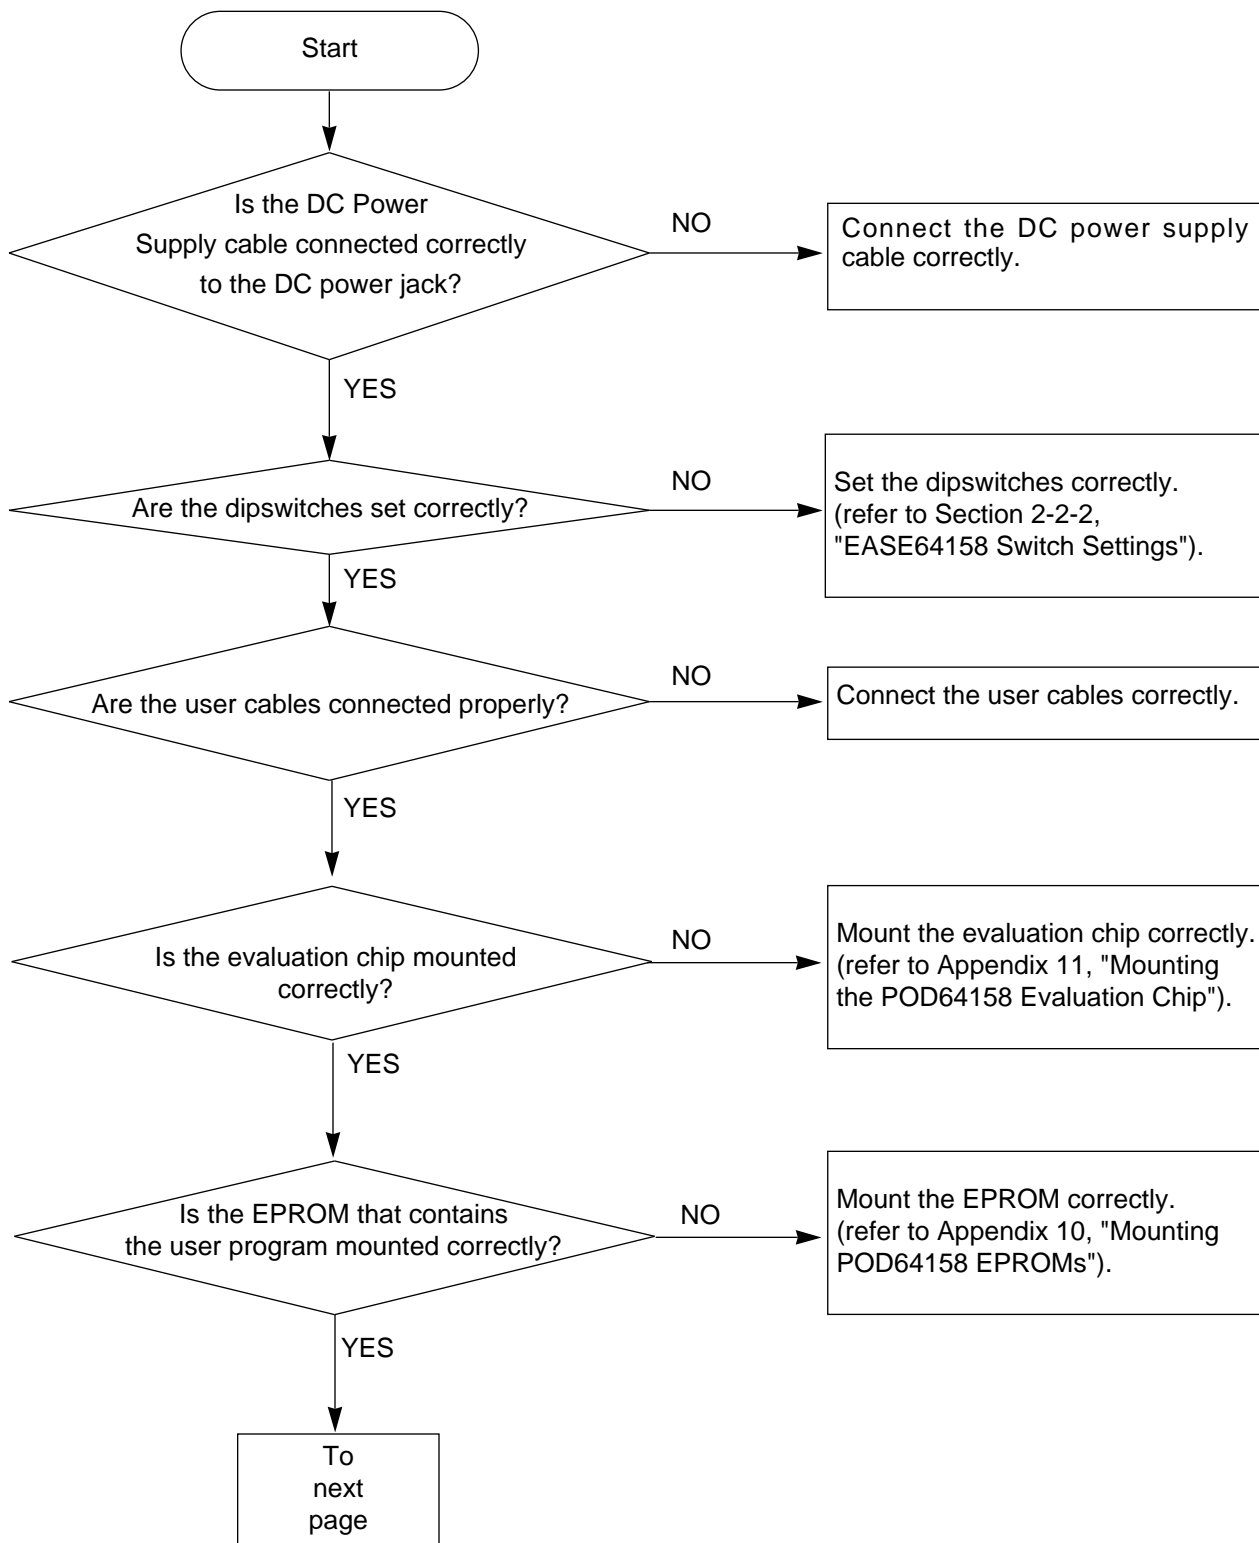 Start
Is the DC Power
Supply cable connected correctly
to the DC power jack?
NO
Connect the DC power supply
cable correctly.
YES
Are the dipswitches set correctly?
NO
Set the dipswitches correctly.
(refer to Section 2-2-2,
"EASE64158 Switch Settings").
YES
Are the user cables connected properly?
NO
Connect the user cables correctly.
YES
Is the evaluation chip mounted
correctly?
NO
Mount the evaluation chip correctly.
(refer to Appendix 11, "Mounting
the POD64158 Evaluation Chip").
YES
Is the EPROM that contains
the user program mounted correctly?
NO
Mount the EPROM correctly.
(refer to Appendix 10, "Mounting
POD64158 EPROMs").
YES
To
next
page